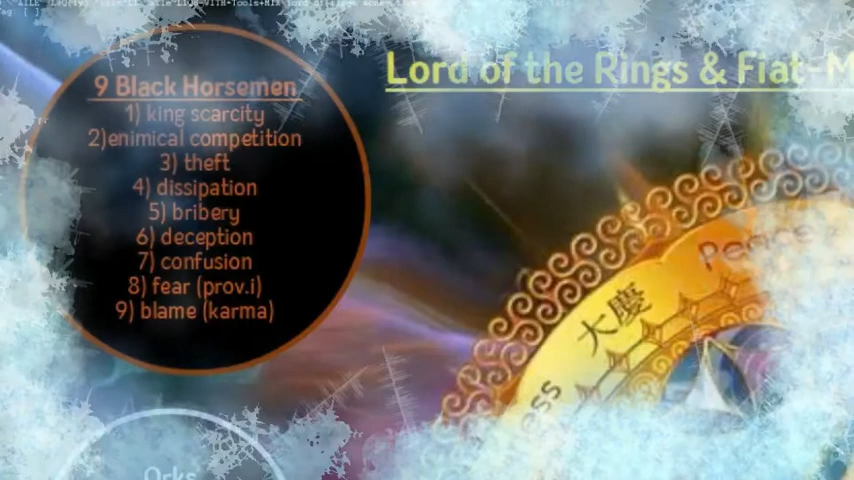 Lord of the Rings & Fiat-M
9 Black Horsemen
1) king scarcity
2)enimical competition
3) theft
4) dissipation
5) bribery
6) deception
7) confusion
8) fear (prov.i)
9) blame (karma)
Peace &
大慶
ess
Orks